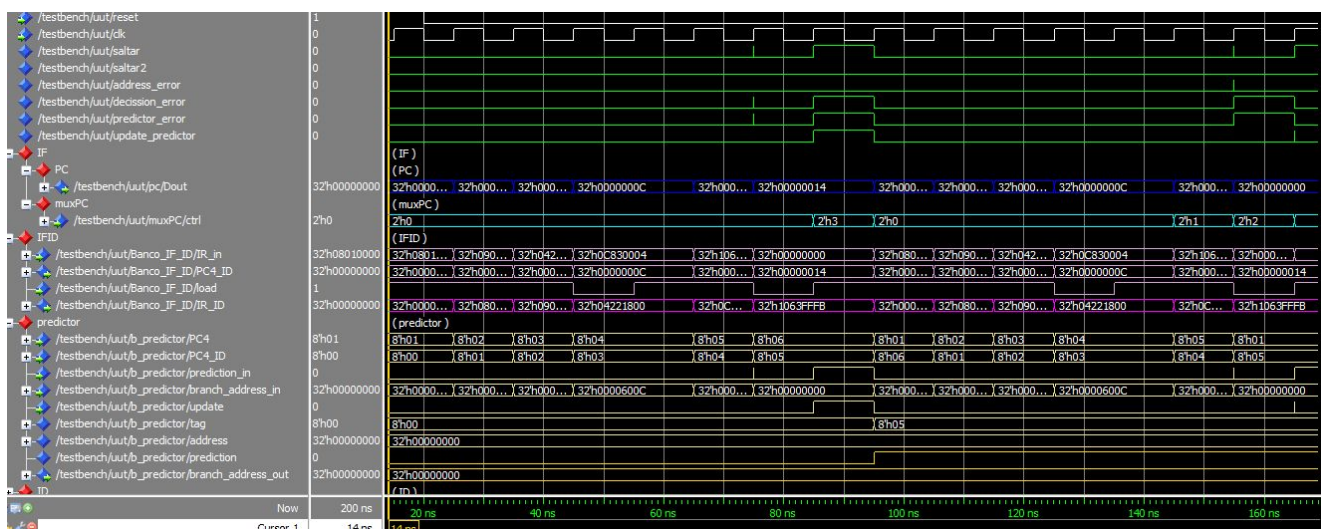 /testbench/uut/reset 1
/testbench/uut/clk 0
/testbench/uut/saltar 0
/testbench/uut/saltar2 0
/testbench/uut/address_error 0
/testbench/uut/decission_error 0
/testbench/uut/predictor_error 0
/testbench/uut/update_predictor 0
IF (IF)
PC (PC)
/testbench/uut/pc/Dout 32'h00000000 32'h0000... 32'h000... 32'h000... 32'h0000000C 32'h000... 32'h00000014 32'h000... 32'h000... 32'h000... 32'h0000000C 32'h000... 32'h00000000
muxPC (muxPC)
/testbench/uut/muxPC/ctrl 2'h0 2'h0 2'h3 2'h0 2'h1 2'h2
IFID (IFID)
/testbench/uut/Banco_IF_ID/IR_in 32'h08010000 32'h0801... 32'h090... 32'h042... 32'h0C830004 32'h106... 32'h00000000 32'h080... 32'h090... 32'h042... 32'h0C830004 32'h106... 32'h000...
/testbench/uut/Banco_IF_ID/PC4_ID 32'h00000000 32'h0000... 32'h000... 32'h000... 32'h0000000C 32'h000... 32'h00000014 32'h000... 32'h000... 32'h000... 32'h0000000C 32'h000... 32'h00000014
/testbench/uut/Banco_IF_ID/load 1
/testbench/uut/Banco_IF_ID/IR_ID 32'h00000000 32'h0000... 32'h080... 32'h090... 32'h04221800 32'h0C... 32'h1063FFFB 32'h000... 32'h080... 32'h090... 32'h04221800 32'h0C... 32'h1063FFFB
predictor (predictor)
/testbench/uut/b_predictor/PC4 8'h01 8'h01 8'h02 8'h03 8'h04 8'h05 8'h06 8'h01 8'h02 8'h03 8'h04 8'h05 8'h01
/testbench/uut/b_predictor/PC4_ID 8'h00 8'h00 8'h01 8'h02 8'h03 8'h04 8'h05 8'h06 8'h01 8'h02 8'h03 8'h04 8'h05
/testbench/uut/b_predictor/prediction_in 0
/testbench/uut/b_predictor/branch_address_in 32'h00000000 32'h000... 32'h000... 32'h000... 32'h0000600C 32'h000... 32'h00000000 32'h000... 32'h000... 32'h000... 32'h0000600C 32'h000... 32'h00000000
/testbench/uut/b_predictor/update 0
/testbench/uut/b_predictor/tag 8'h00 8'h00 8'h05
/testbench/uut/b_predictor/address 32'h00000000 32'h00000000
/testbench/uut/b_predictor/prediction 0
/testbench/uut/b_predictor/branch_address_out 32'h00000000 32'h00000000
ID (ID)
Now 200 ns 20 ns 40 ns 60 ns 80 ns 100 ns 120 ns 140 ns 160 ns
Cursor 1 14 ns 14 ns